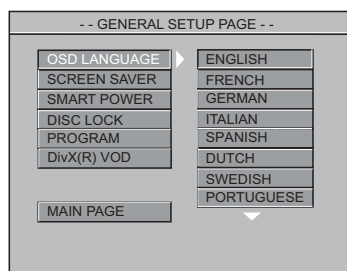 - - GENERAL SETUP PAGE - -
OSD LANGUAGE
SCREEN SAVER
SMART POWER
DISC LOCK
PROGRAM
DivX(R) VOD
MAIN PAGE
ENGLISH
FRENCH
GERMAN
ITALIAN
SPANISH
DUTCH
SWEDISH
PORTUGUESE